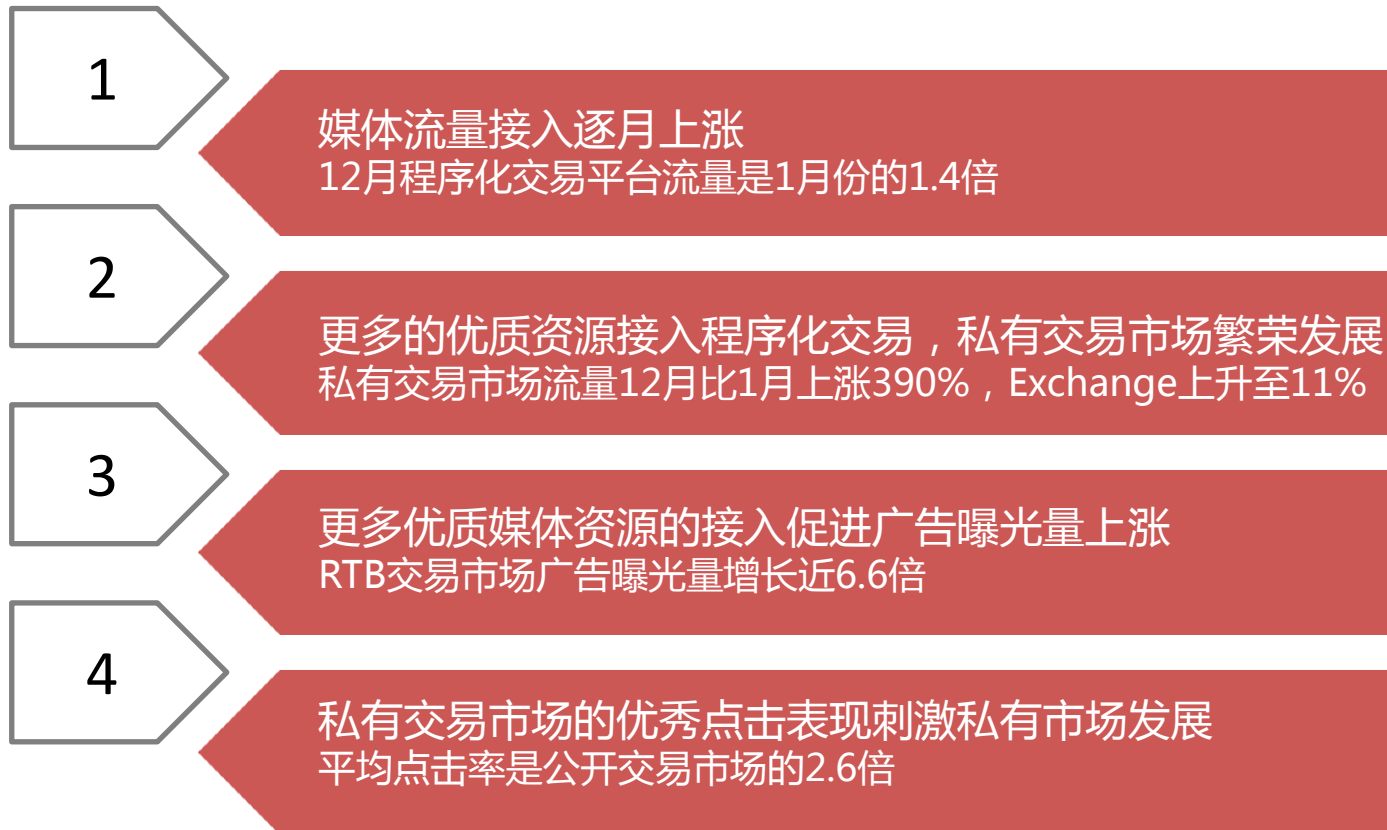 1
媒体流量接入逐月上涨
12月程序化交易平台流量是1月份的1.4倍
2
更多的优质资源接入程序化交易，私有交易市场繁荣发展
私有交易市场流量12月比1月上涨390%，Exchange上升至11%
3
更多优质媒体资源的接入促进广告曝光量上涨
RTB交易市场广告曝光量增长近6.6倍
4
私有交易市场的优秀点击表现刺激私有市场发展
平均点击率是公开交易市场的2.6倍